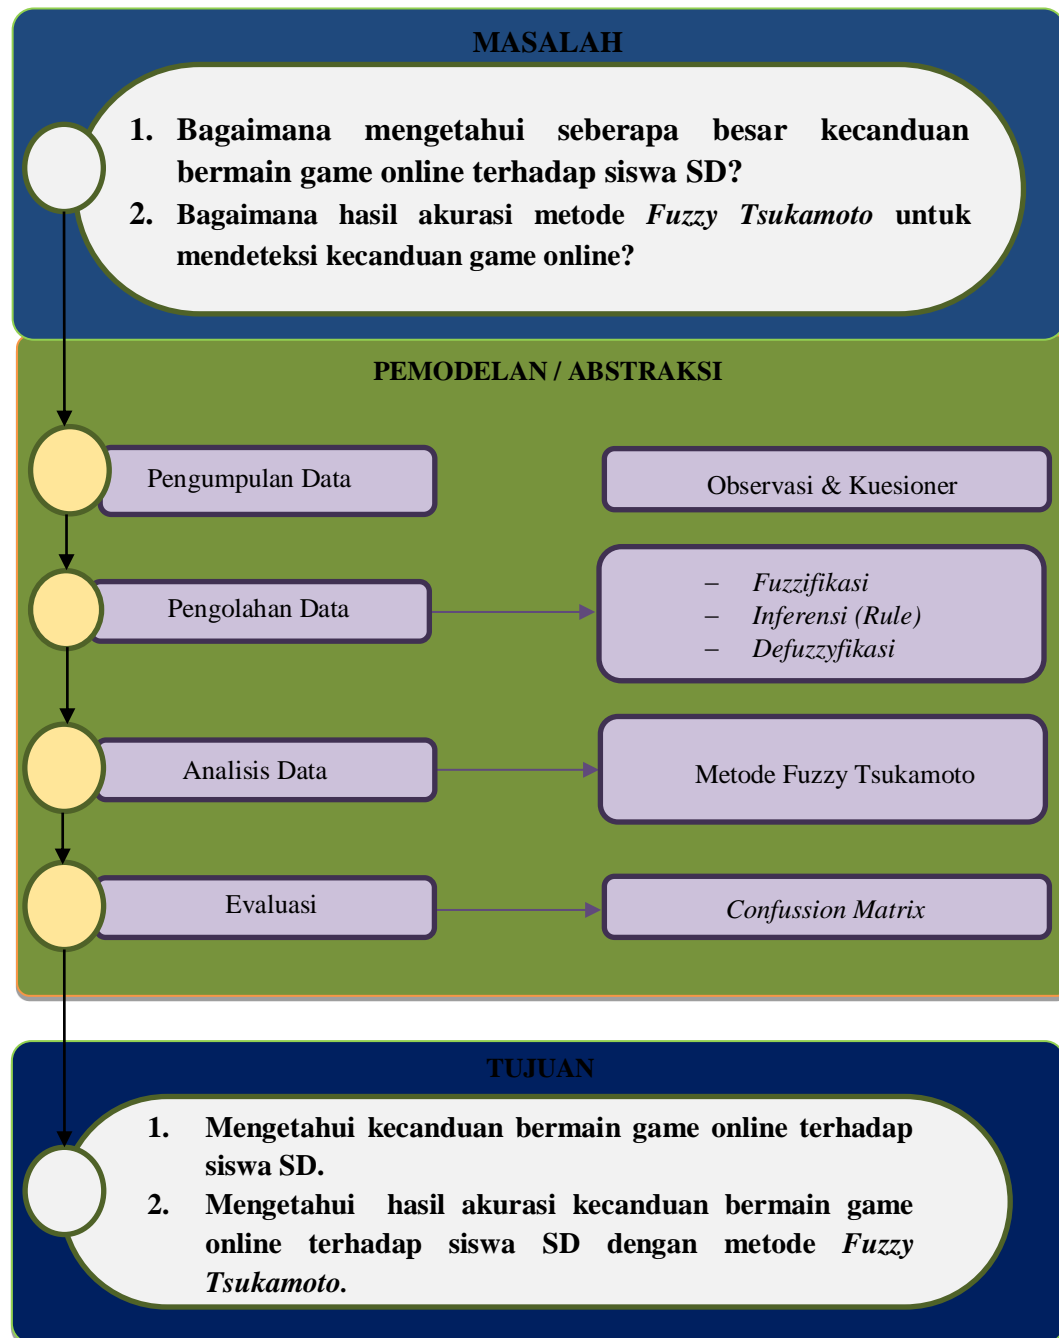 MASALAH
1. Bagaimana mengetahui seberapa besar kecanduan
bermain game online terhadap siswa SD?
2. Bagaimana hasil akurasi metode Fuzzy Tsukamoto untuk
mendeteksi kecanduan game online?
PEMODELAN / ABSTRAKSI
Pengumpulan Data
Observasi & Kuesioner
Pengolahan Data
– Fuzzifikasi
– Inferensi (Rule)
– Defuzzyfikasi
Analisis Data
Metode Fuzzy Tsukamoto
Evaluasi
Confussion Matrix
TUJUAN
1. Mengetahui kecanduan bermain game online terhadap
siswa SD.
2. Mengetahui hasil akurasi kecanduan bermain game
online terhadap siswa SD dengan metode Fuzzy
Tsukamoto.